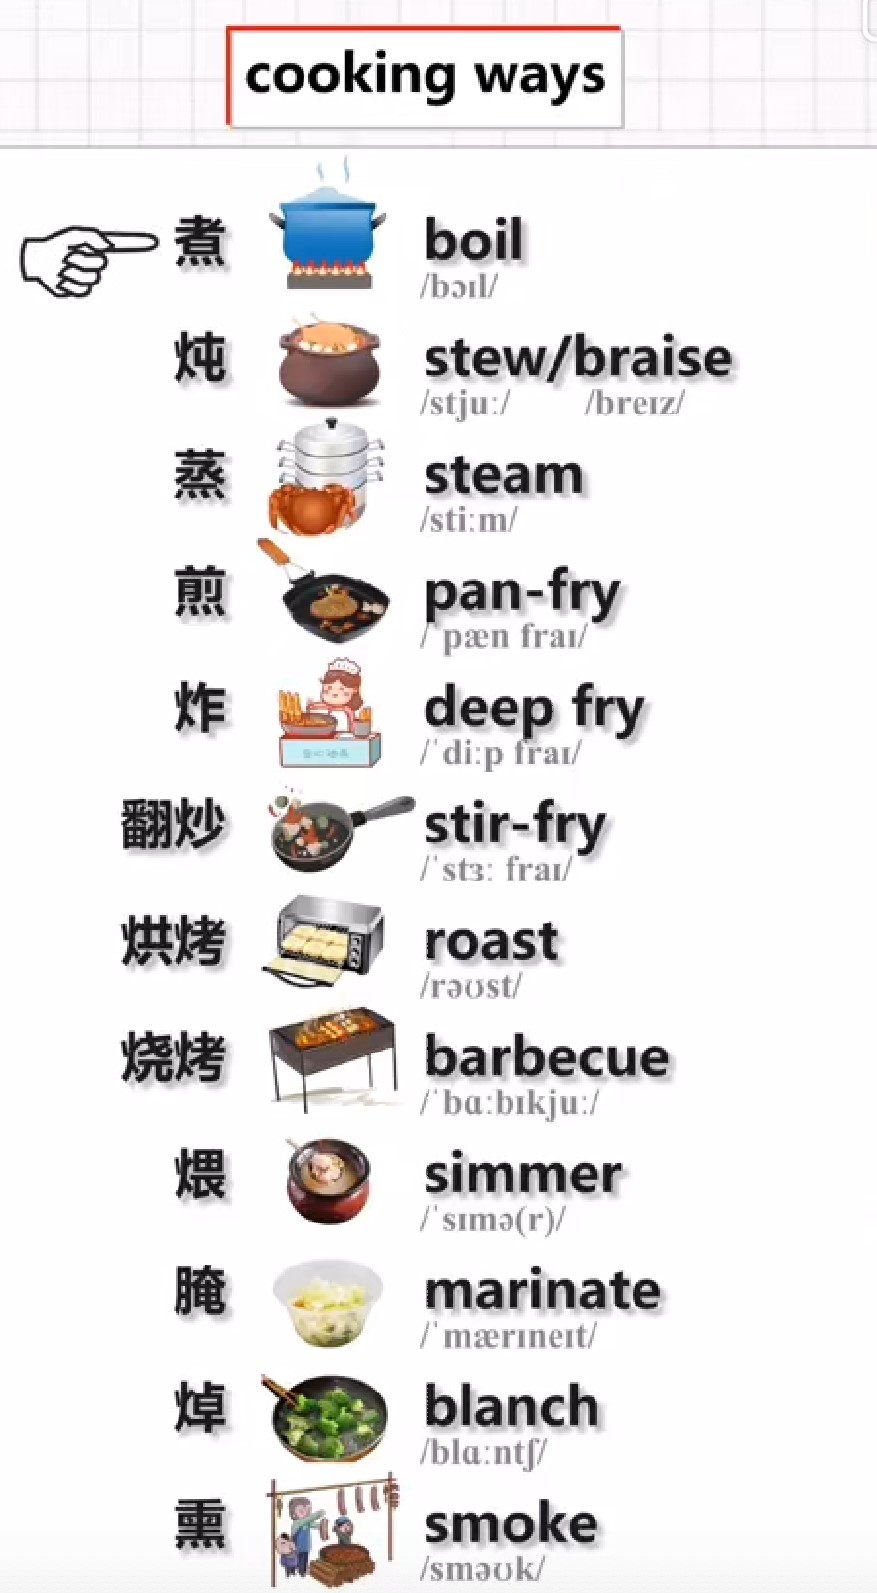 cooking ways
煮 boil
/bɔɪl/
炖 stew/braise
/stjuː/ /breɪz/
蒸 steam
/stiːm/
煎 pan-fry
/ˈpæn fraɪ/
炸 deep fry
/ˈdiːp fraɪ/
翻炒 stir-fry
/ˈstɜː fraɪ/
烘烤 roast
/rəʊst/
烧烤 barbecue
/ˈbɑːbɪkjuː/
煨 simmer
/ˈsɪmə(r)/
腌 marinate
/ˈmærɪneɪt/
焯 blanch
/blɑːntʃ/
熏 smoke
/sməʊk/